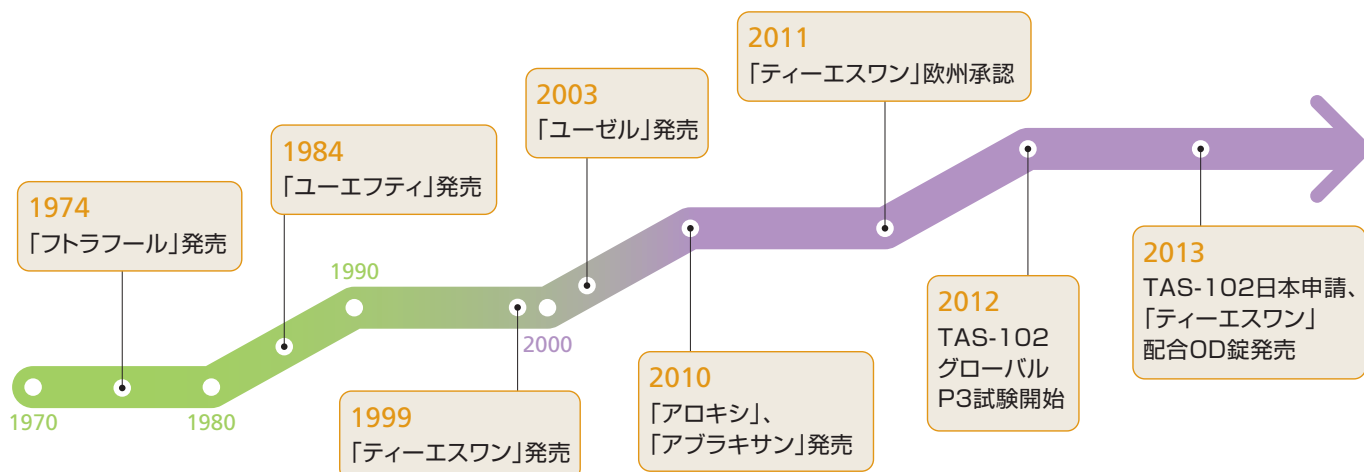 1970
1974
「フトラフール」発売
1980
1984
「ユーエフティ」発売
1990
1999
「ティーエスワン」発売
2000
2003
「ユーゼル」発売
2010
「アロキシ」、
「アブラキサン」発売
2011
「ティーエスワン」欧州承認
2012
TAS-102
グローバル
P3試験開始
2013
TAS-102日本申請、
「ティーエスワン」
配合OD錠発売